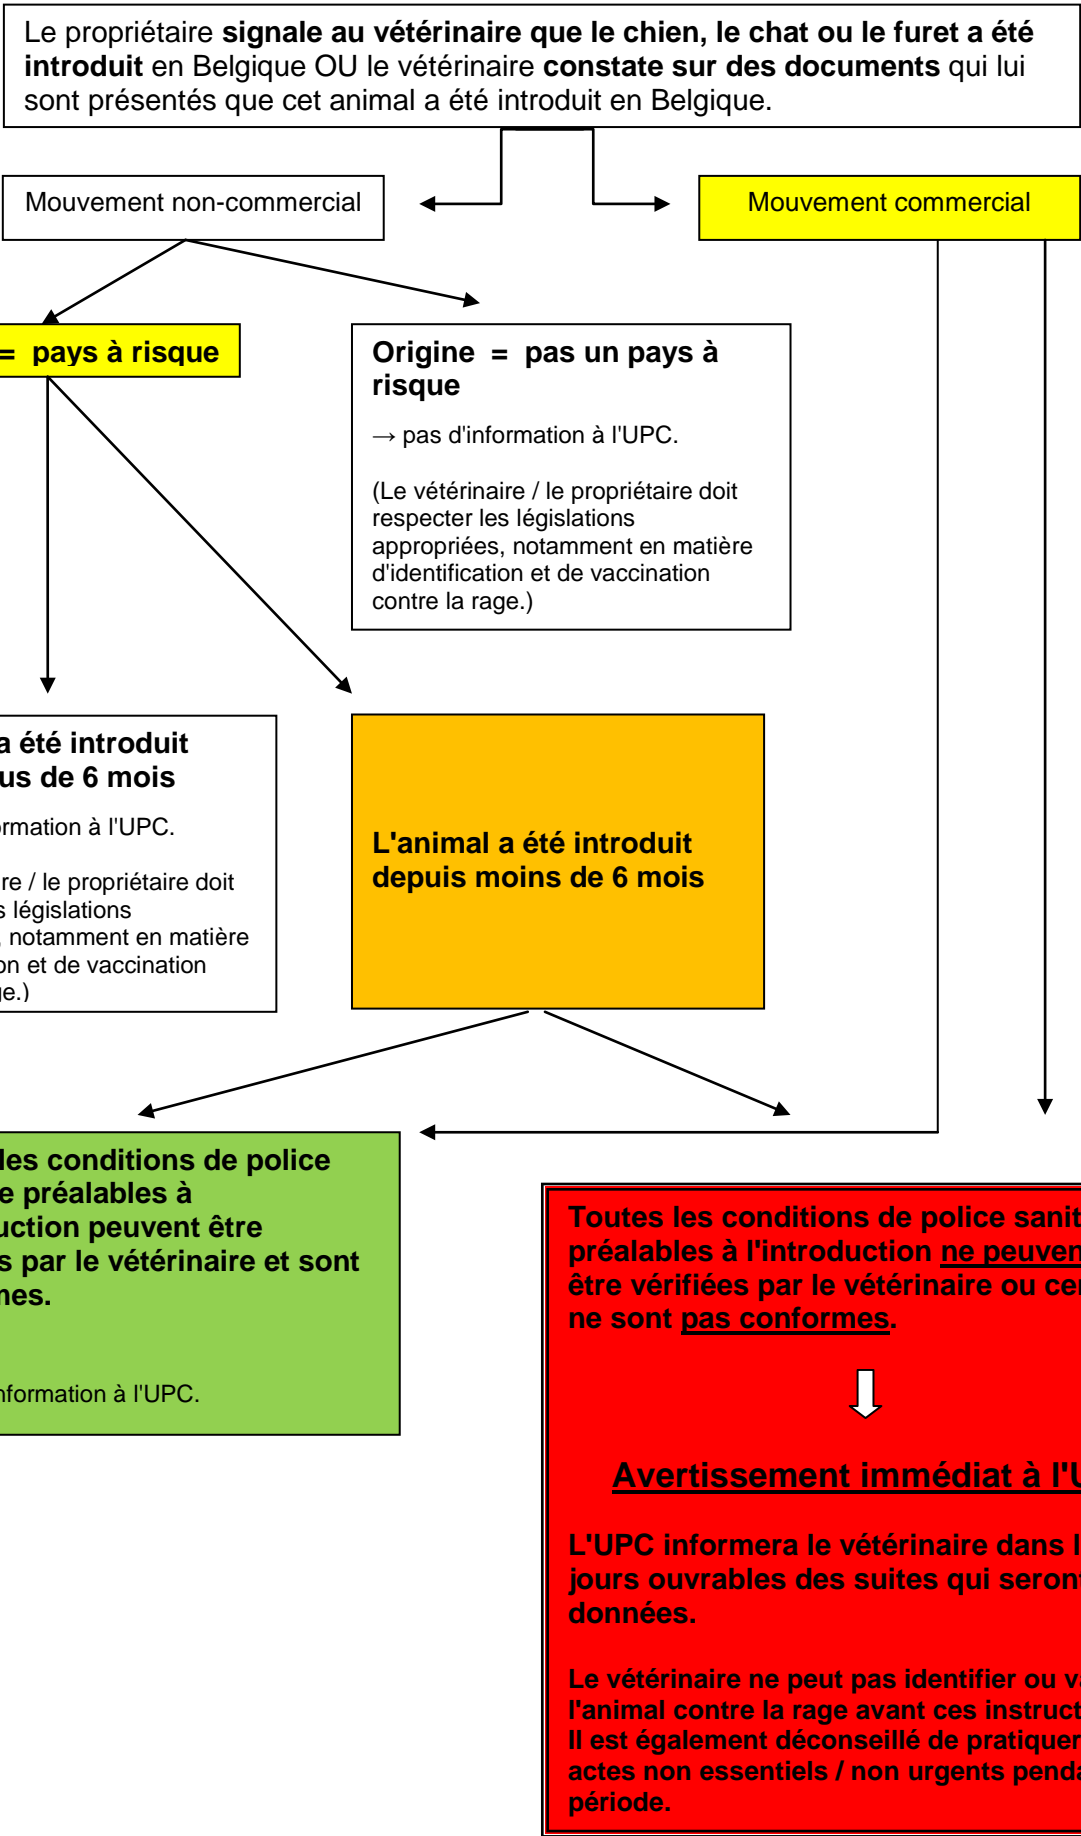 Le propriétaire signale au vétérinaire que le chien, le chat ou le furet a été
introduit en Belgique OU le vétérinaire constate sur des documents qui lui
sont présentés que cet animal a été introduit en Belgique.
Mouvement non-commercial
Mouvement commercial
= pays à risque
Origine = pas un pays à
risque
→ pas d'information à l'UPC.
(Le vétérinaire / le propriétaire doit
respecter les législations
appropriées, notamment en matière
d'identification et de vaccination
contre la rage.)
a été introduit
us de 6 mois
rmation à l'UPC.
re / le propriétaire doit
s législations
, notamment en matière
on et de vaccination
ge.)
L'animal a été introduit
depuis moins de 6 mois
les conditions de police
e préalables à
uction peuvent être
s par le vétérinaire et sont
mes.
nformation à l'UPC.
Toutes les conditions de police sanit
préalables à l'introduction ne peuven
être vérifiées par le vétérinaire ou cer
ne sont pas conformes.
Avertissement immédiat à l'U
L'UPC informera le vétérinaire dans l
jours ouvrables des suites qui seront
données.
Le vétérinaire ne peut pas identifier ou va
l'animal contre la rage avant ces instruct
Il est également déconseillé de pratiquer
actes non essentiels / non urgents penda
période.